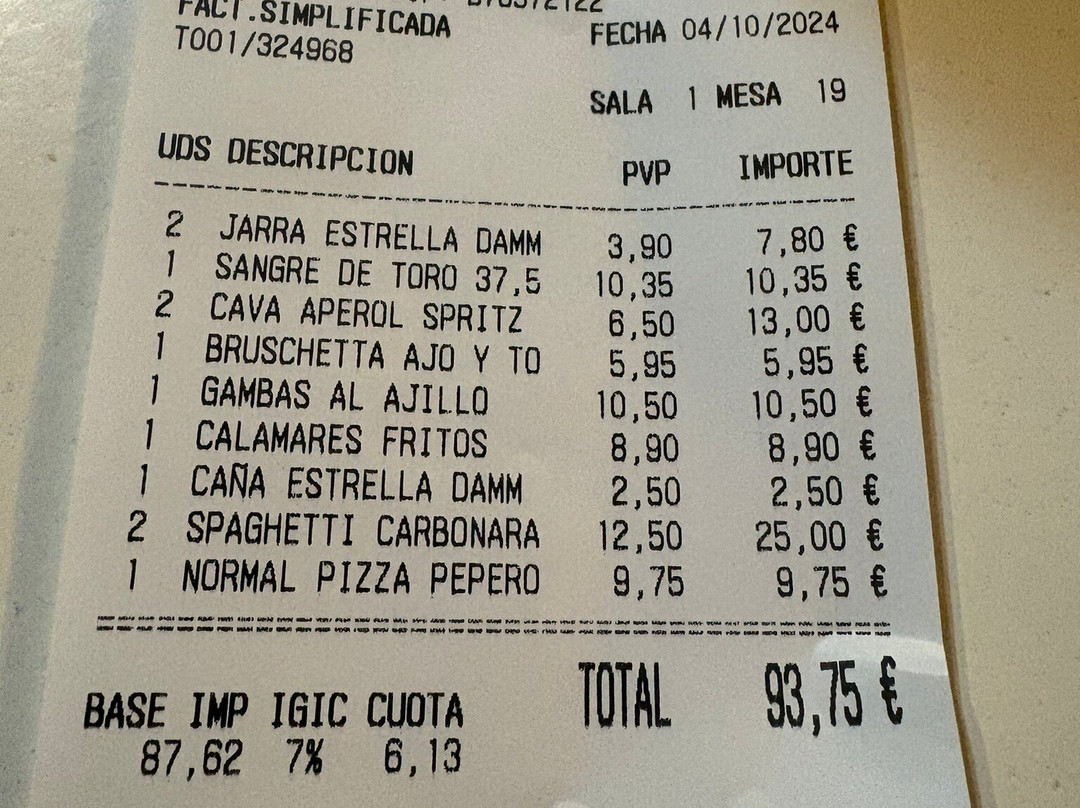 FACT.SIMPLIFICADA
T001/324968
FECHA 04/10/2024
SALA 1 MESA 19
UDS DESCRIPCION PVP IMPORTE
2 JARRA ESTRELLA DAMM 3,90 7,80 €
1 SANGRE DE TORO 37,5 10,35 10,35 €
2 CAVA APEROL SPRITZ 6,50 13,00 €
1 BRUSCHETTA AJO Y TO 5,95 5,95 €
1 GAMBAS AL AJILLO 10,50 10,50 €
1 CALAMARES FRITOS 8,90 8,90 €
1 CAÑA ESTRELLA DAMM 2,50 2,50 €
2 SPAGHETTI CARBONARA 12,50 25,00 €
1 NORMAL PIZZA PEPERO 9,75 9,75 €
TOTAL 93,75 €
BASE IMP IGIC CUOTA
87,62 7% 6,13